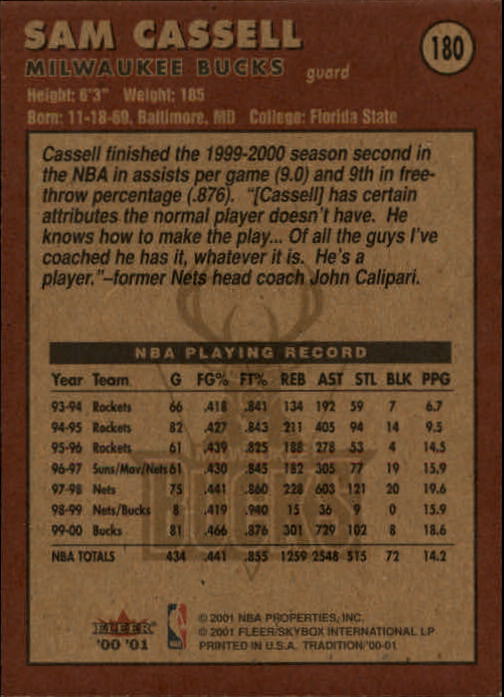 SAM CASSELL
180
MILWAUKEE BUCKS guard
Height: 6'3" Weight: 185
Born: 11-18-69, Baltimore, MD College: Florida State
Cassell finished the 1999-2000 season second in
the NBA in assists per game (9.0) and 9th in free-
throw percentage (.876). "[Cassell] has certain
attributes the normal player doesn't have. He
knows how to make the play... Of all the guys I've
coached he has it, whatever it is. He's a
player."–former Nets head coach John Calipari.
NBA PLAYING RECORD
Year Team G FG% FT% REB AST STL BLK PPG
93-94 Rockets 66 .418 .841 134 192 59 7 6.7
94-95 Rockets 82 .427 .843 211 405 94 14 9.5
95-96 Rockets 61 .439 .825 188 278 53 4 14.5
96-97 Suns/Mav/Nets 61 .430 .845 182 305 77 19 15.9
97-98 Nets 75 .441 .860 228 603 121 20 19.6
98-99 Nets/Bucks 8 .419 .940 15 36 9 0 15.9
99-00 Bucks 81 .466 .876 301 729 102 8 18.6
NBA TOTALS 434 .441 .855 1259 2548 515 72 14.2
BUCKS
FLEER
'00 '01
© 2001 NBA PROPERTIES, INC.
© 2001 FLEER/SKYBOX INTERNATIONAL LP
PRINTED IN U.S.A. TRADITION/'00-01